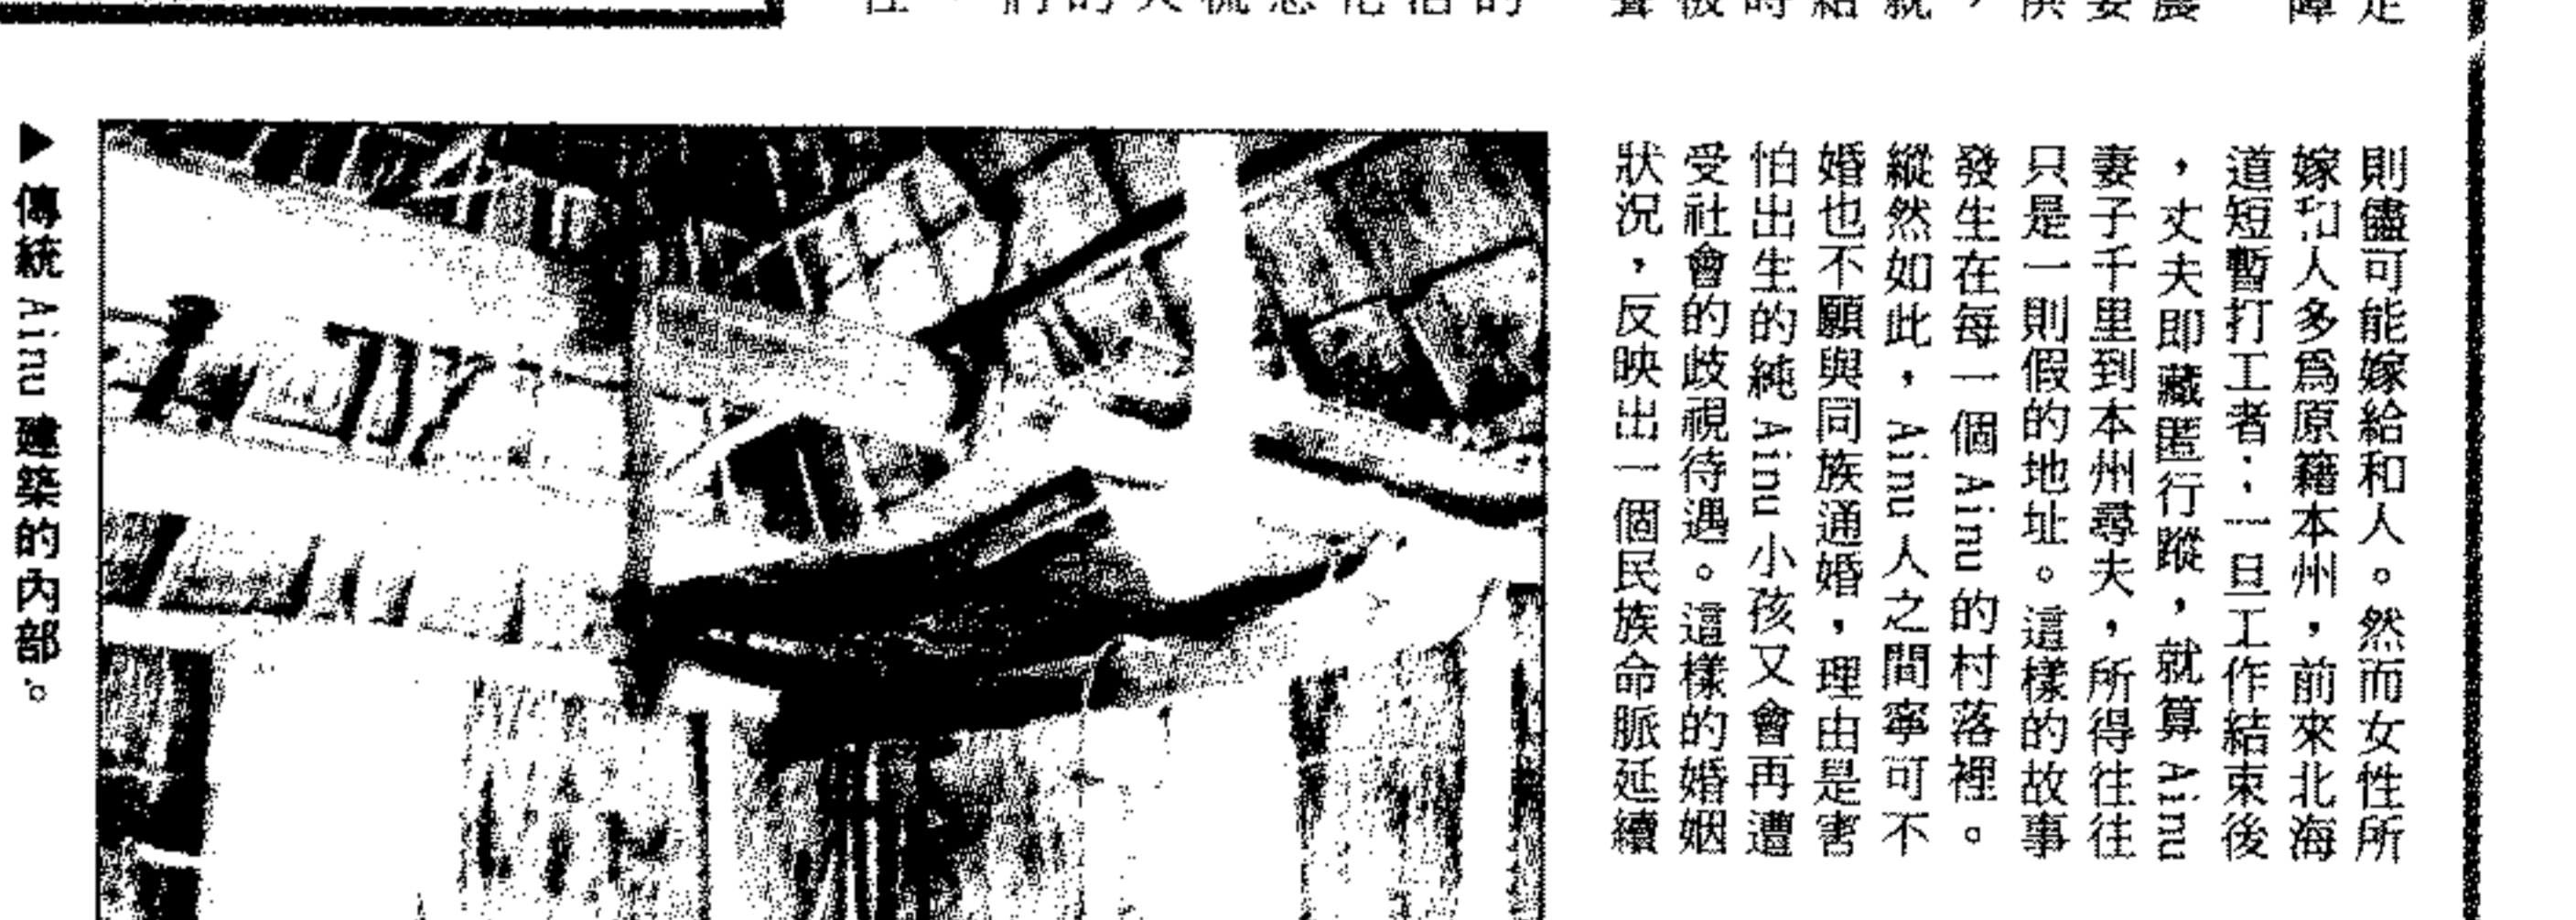 則儘可能嫁給和人。然而女性所
嫁和人多爲原籍本州，前來北海
道短暫打工者；一旦工作結束後
，丈夫即藏匿行蹤，就算 Ainu
妻子千里到本州尋夫，所得往往
只是一則假的地址。這樣的故事
發生在每一個 Ainu 的村落裡。
縱然如此，Ainu 人之間寧可不
婚也不願與同族通婚，理由是害
怕出生的純 Ainu 小孩又會再遭
受社會的歧視待遇。這樣的婚姻
狀況，反映出一個民族命脈延續
▶傳統 Ainu 建築的內部。